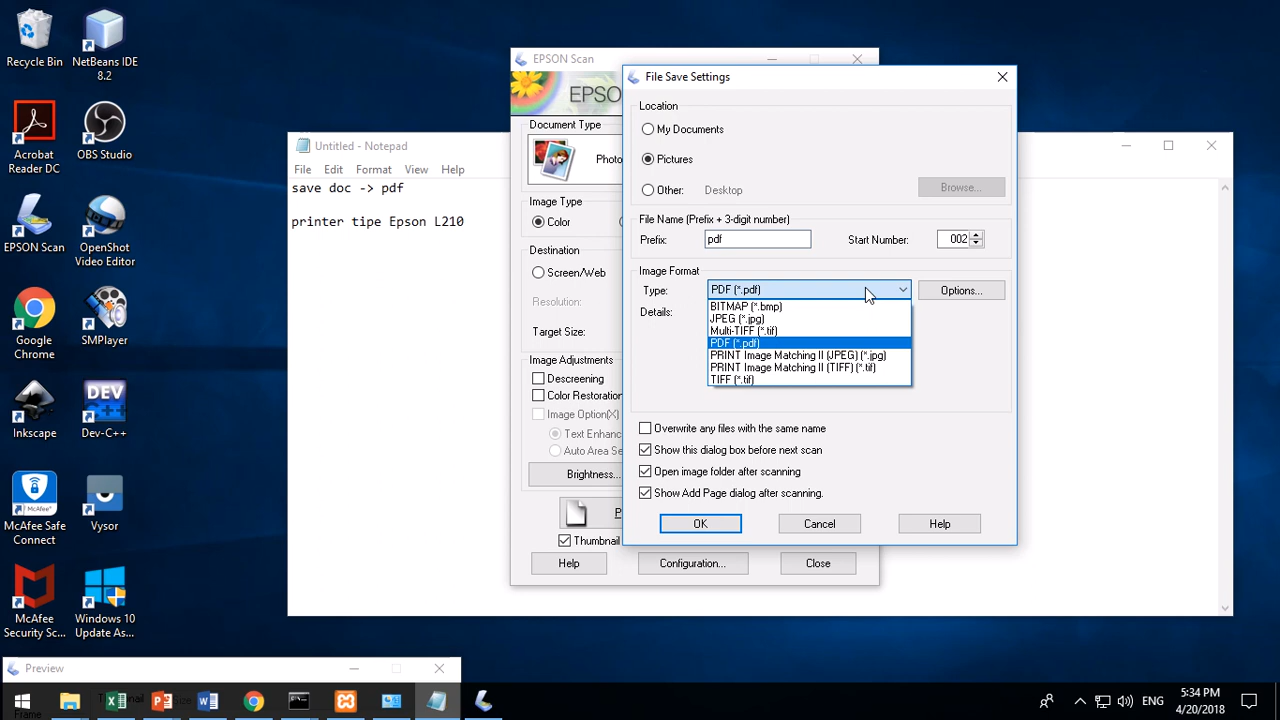 Recycle Bin
NetBeans IDE
8.2
Acrobat
Reader DC
OBS Studio
EPSON Scan
OpenShot
Video Editor
Google
Chrome
SMPlayer
Inkscape
Dev-C++
McAfee Safe
Connect
Vysor
McAfee
Security Sc...
Windows 10
Update As...
Untitled - Notepad
File Edit Format View Help
save doc -> pdf
printer tipe Epson L210
EPSON Scan
EPSO
Document Type
Photo
Image Type
Color
Destination
Screen/Web
Resolution:
Target Size:
Image Adjustments
Descreening
Color Restoration
Image Option(X)
Text Enhanc
Auto Area Se
Brightness...
P
Thumbnail
Help Configuration... Close
File Save Settings
Location
My Documents
Pictures
Other: Desktop Browse...
File Name (Prefix + 3-digit number)
Prefix: pdf Start Number: 002
Image Format
Type: PDF (*.pdf) Options...
Details:
BITMAP (*.bmp)
JPEG (*.jpg)
Multi-TIFF (*.tif)
PDF (*.pdf)
PRINT Image Matching II (JPEG) (*.jpg)
PRINT Image Matching II (TIFF) (*.tif)
TIFF (*.tif)
Overwrite any files with the same name
Show this dialog box before next scan
Open image folder after scanning
Show Add Page dialog after scanning.
OK Cancel Help
Preview
Size
Frame
ENG
5:34 PM
4/20/2018